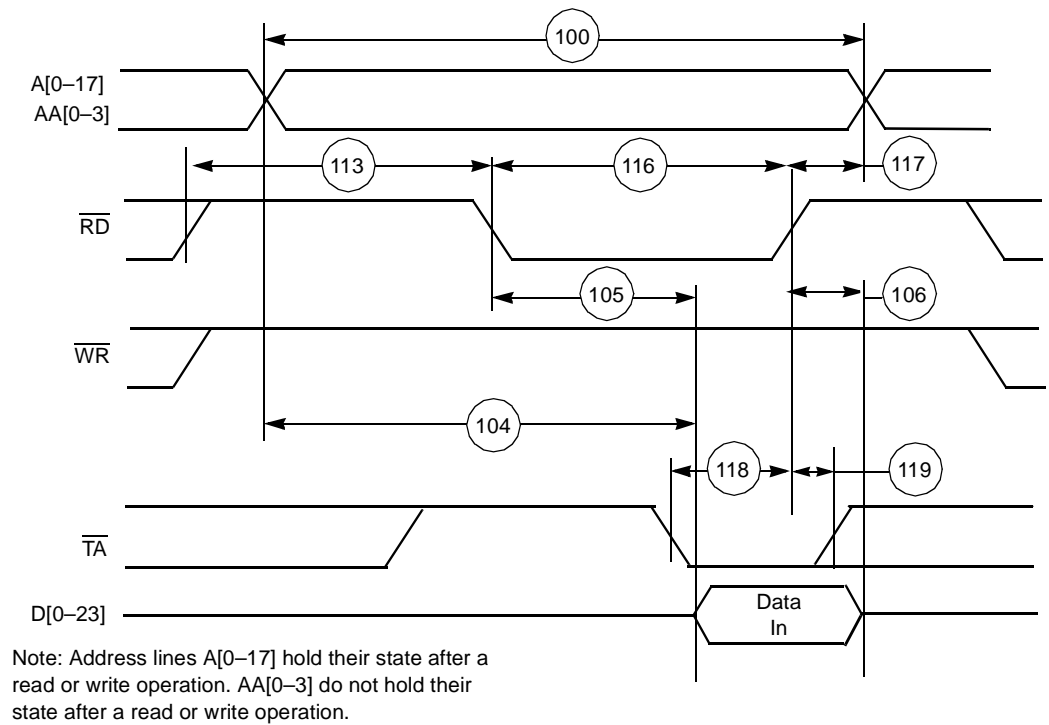 100
A[0–17]
AA[0–3]
113
116
117
RD
105
106
WR
104
118
119
TA
D[0–23]
Data
In
Note: Address lines A[0–17] hold their state after a
read or write operation. AA[0–3] do not hold their
state after a read or write operation.